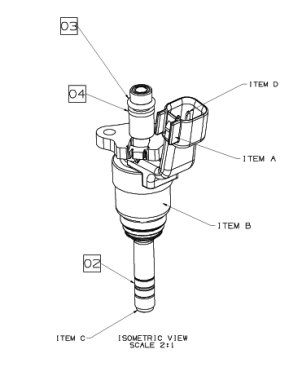 03
04
ITEM D
ITEM A
ITEM B
02
ITEM C
ISOMETRIC VIEW
SCALE 2:1